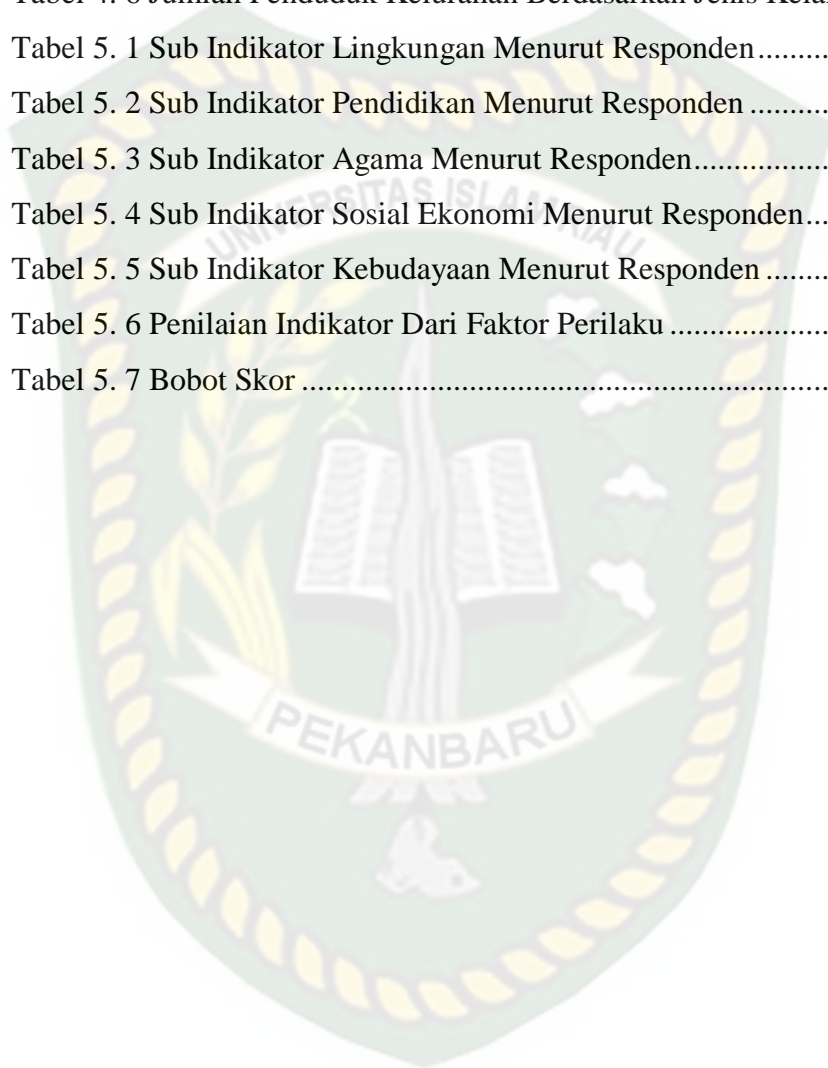 Tabel 5. 1 Sub Indikator Lingkungan Menurut Responden..........
Tabel 5. 2 Sub Indikator Pendidikan Menurut Responden ..........
Tabel 5. 3 Sub Indikator Agama Menurut Responden.................
Tabel 5. 4 Sub Indikator Sosial Ekonomi Menurut Responden...
Tabel 5. 5 Sub Indikator Kebudayaan Menurut Responden ........
Tabel 5. 6 Penilaian Indikator Dari Faktor Perilaku ....................
Tabel 5. 7 Bobot Skor ..................................................................
UNIVERSITAS ISLAM RIAU
PEKANBARU